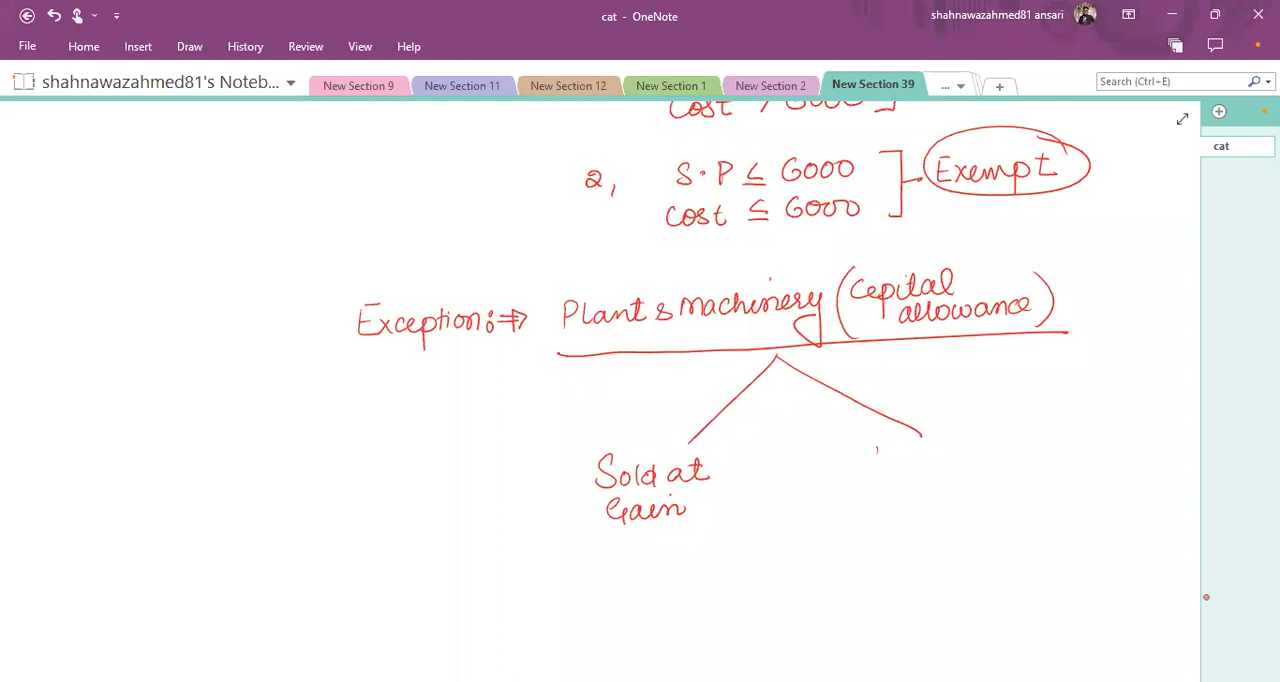 cat - OneNote
shahnawazahmed81 ansari
File Home Insert Draw History Review View Help
shahnawazahmed81's Noteb... New Section 9 New Section 11 New Section 12 New Section 1 New Section 2 New Section 39 ... Search (Ctrl+E)
cat
Cost > 6000
2, S.P ≤ 6000
Cost ≤ 6000
Exempt
Exception:⇒ Plant & Machinery (Capital allowance)
Sold at
Gain